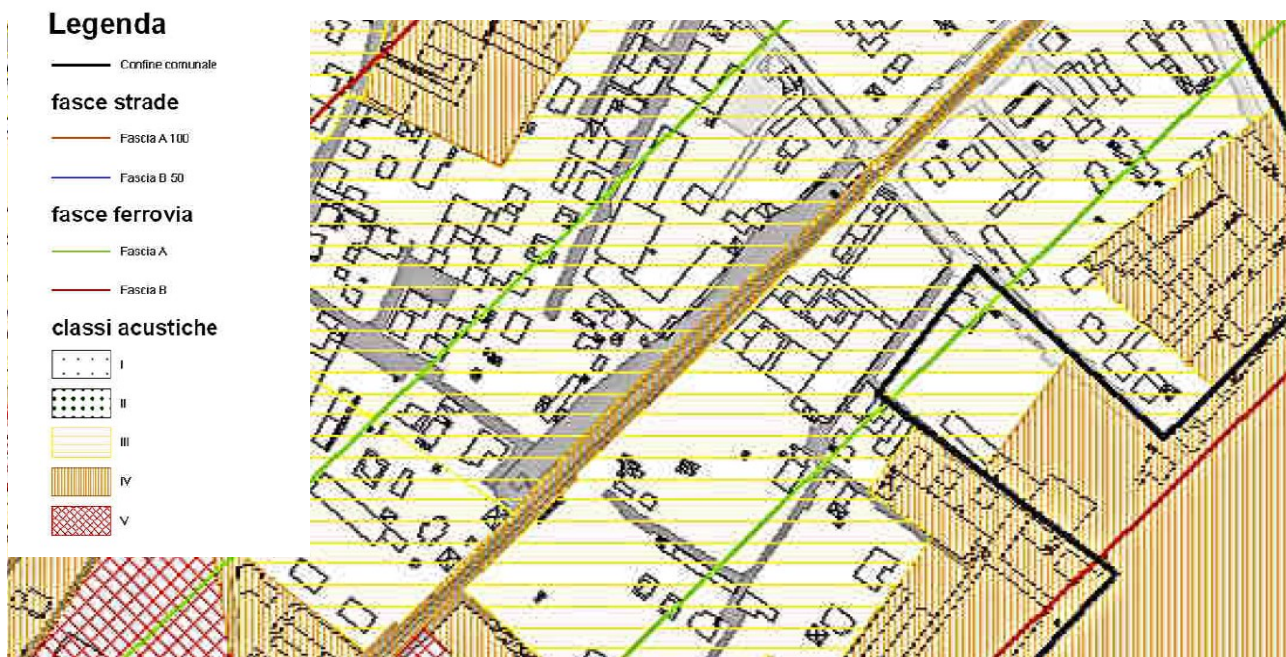 Legenda
Confine comunale
fasce strade
Fascia A 100
Fascia B 50
fasce ferrovia
Fascia A
Fascia B
classi acustiche
I
II
III
IV
V